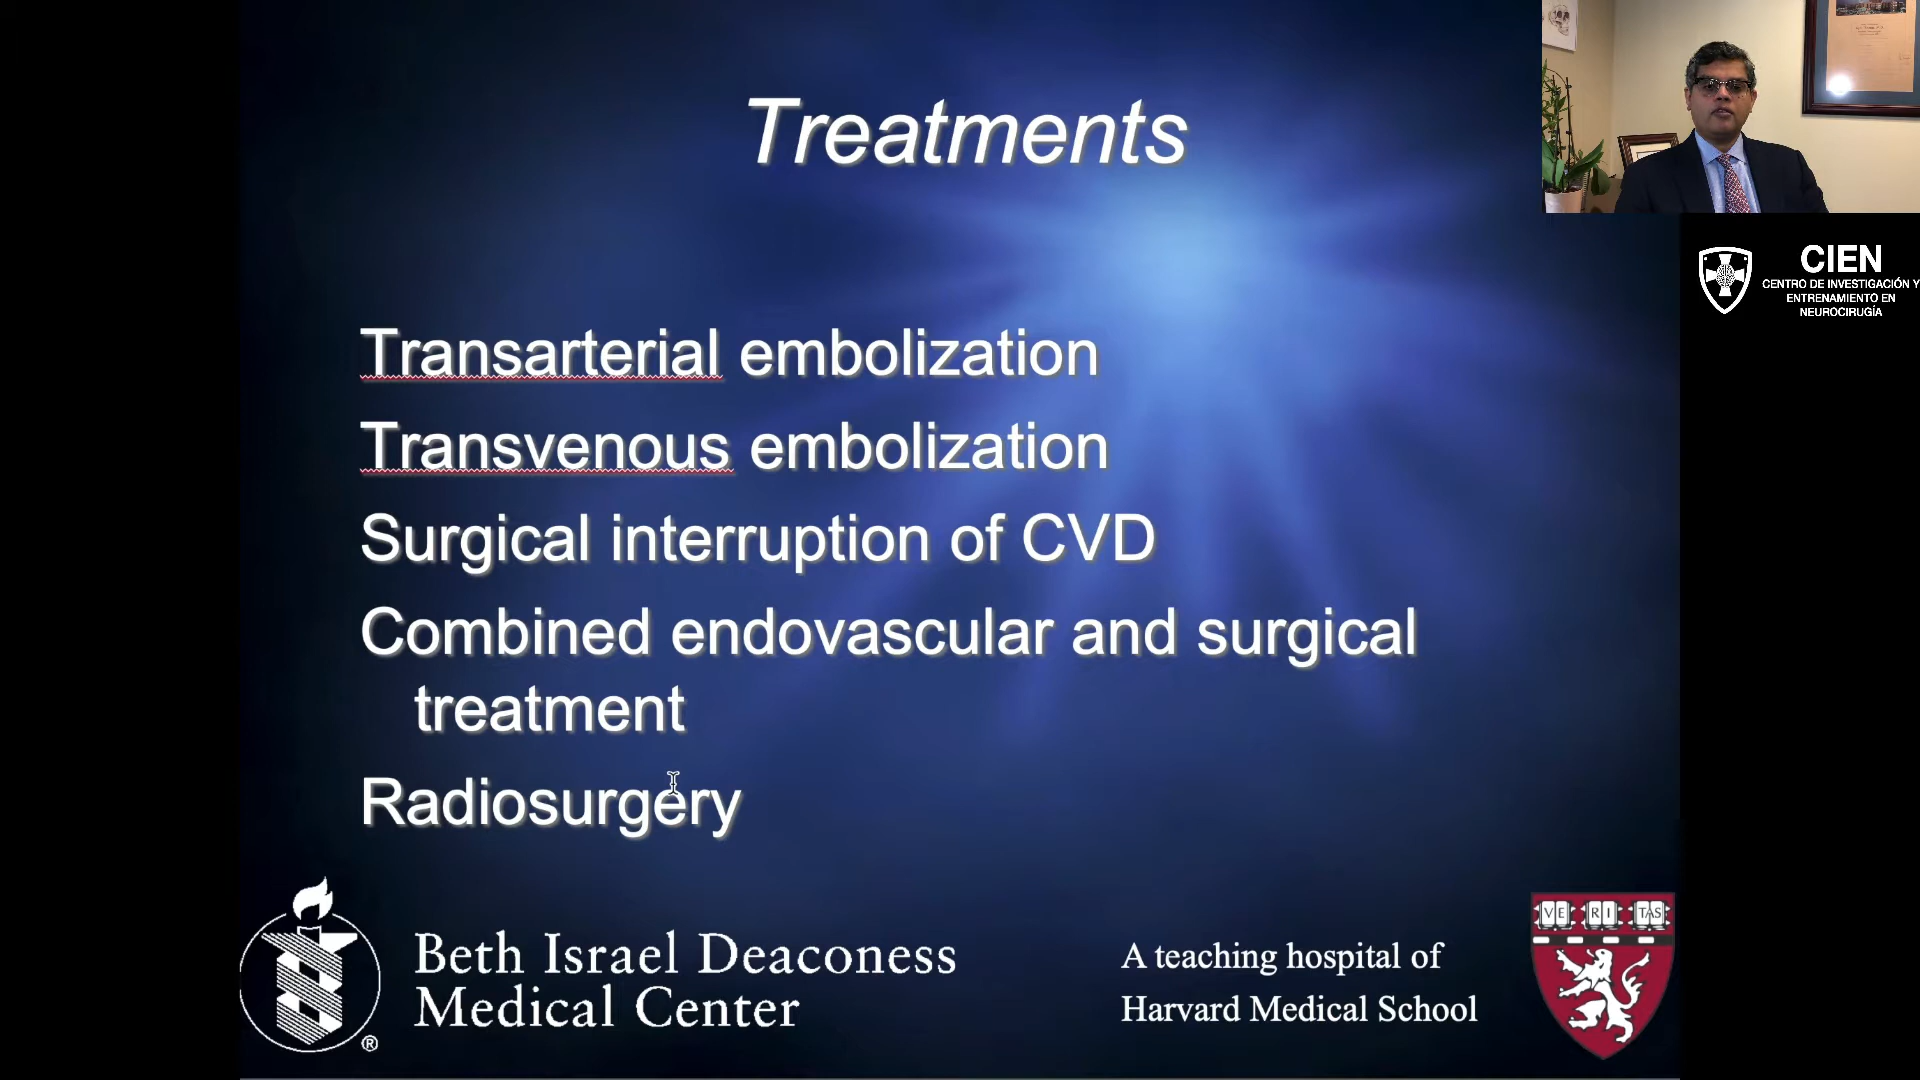 Treatments
Transarterial embolization
Transvenous embolization
Surgical interruption of CVD
Combined endovascular and surgical
treatment
Radiosurgery
Beth Israel Deaconess
Medical Center
®
A teaching hospital of
Harvard Medical School
VE RI TAS
CIEN
CENTRO DE INVESTIGACIÓN Y
ENTRENAMIENTO EN
NEUROCIRUGÍA